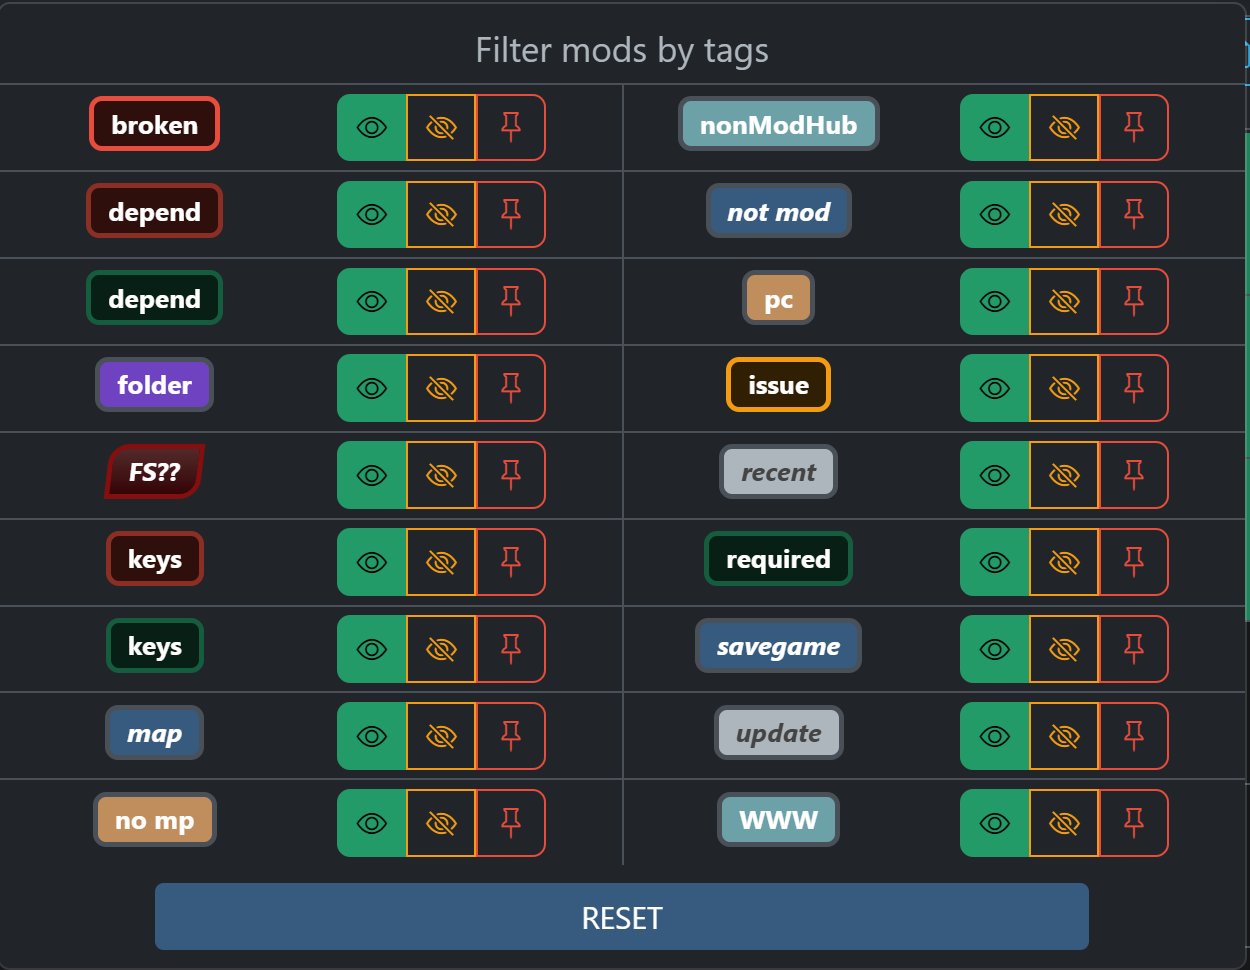 Filter mods by tags
broken
nonModHub
depend
not mod
depend
pc
folder
issue
FS??
recent
keys
required
keys
savegame
map
update
no mp
WWW
RESET